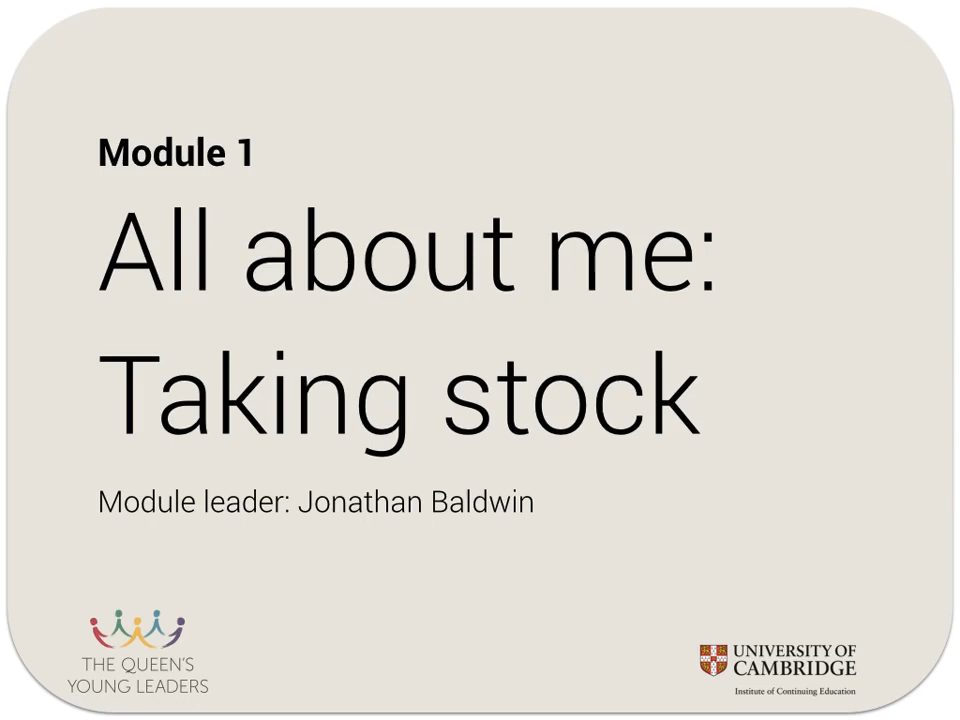 Module 1
All about me:
Taking stock
Module leader: Jonathan Baldwin
THE QUEEN'S
YOUNG LEADERS
UNIVERSITY OF
CAMBRIDGE
Institute of Continuing Education